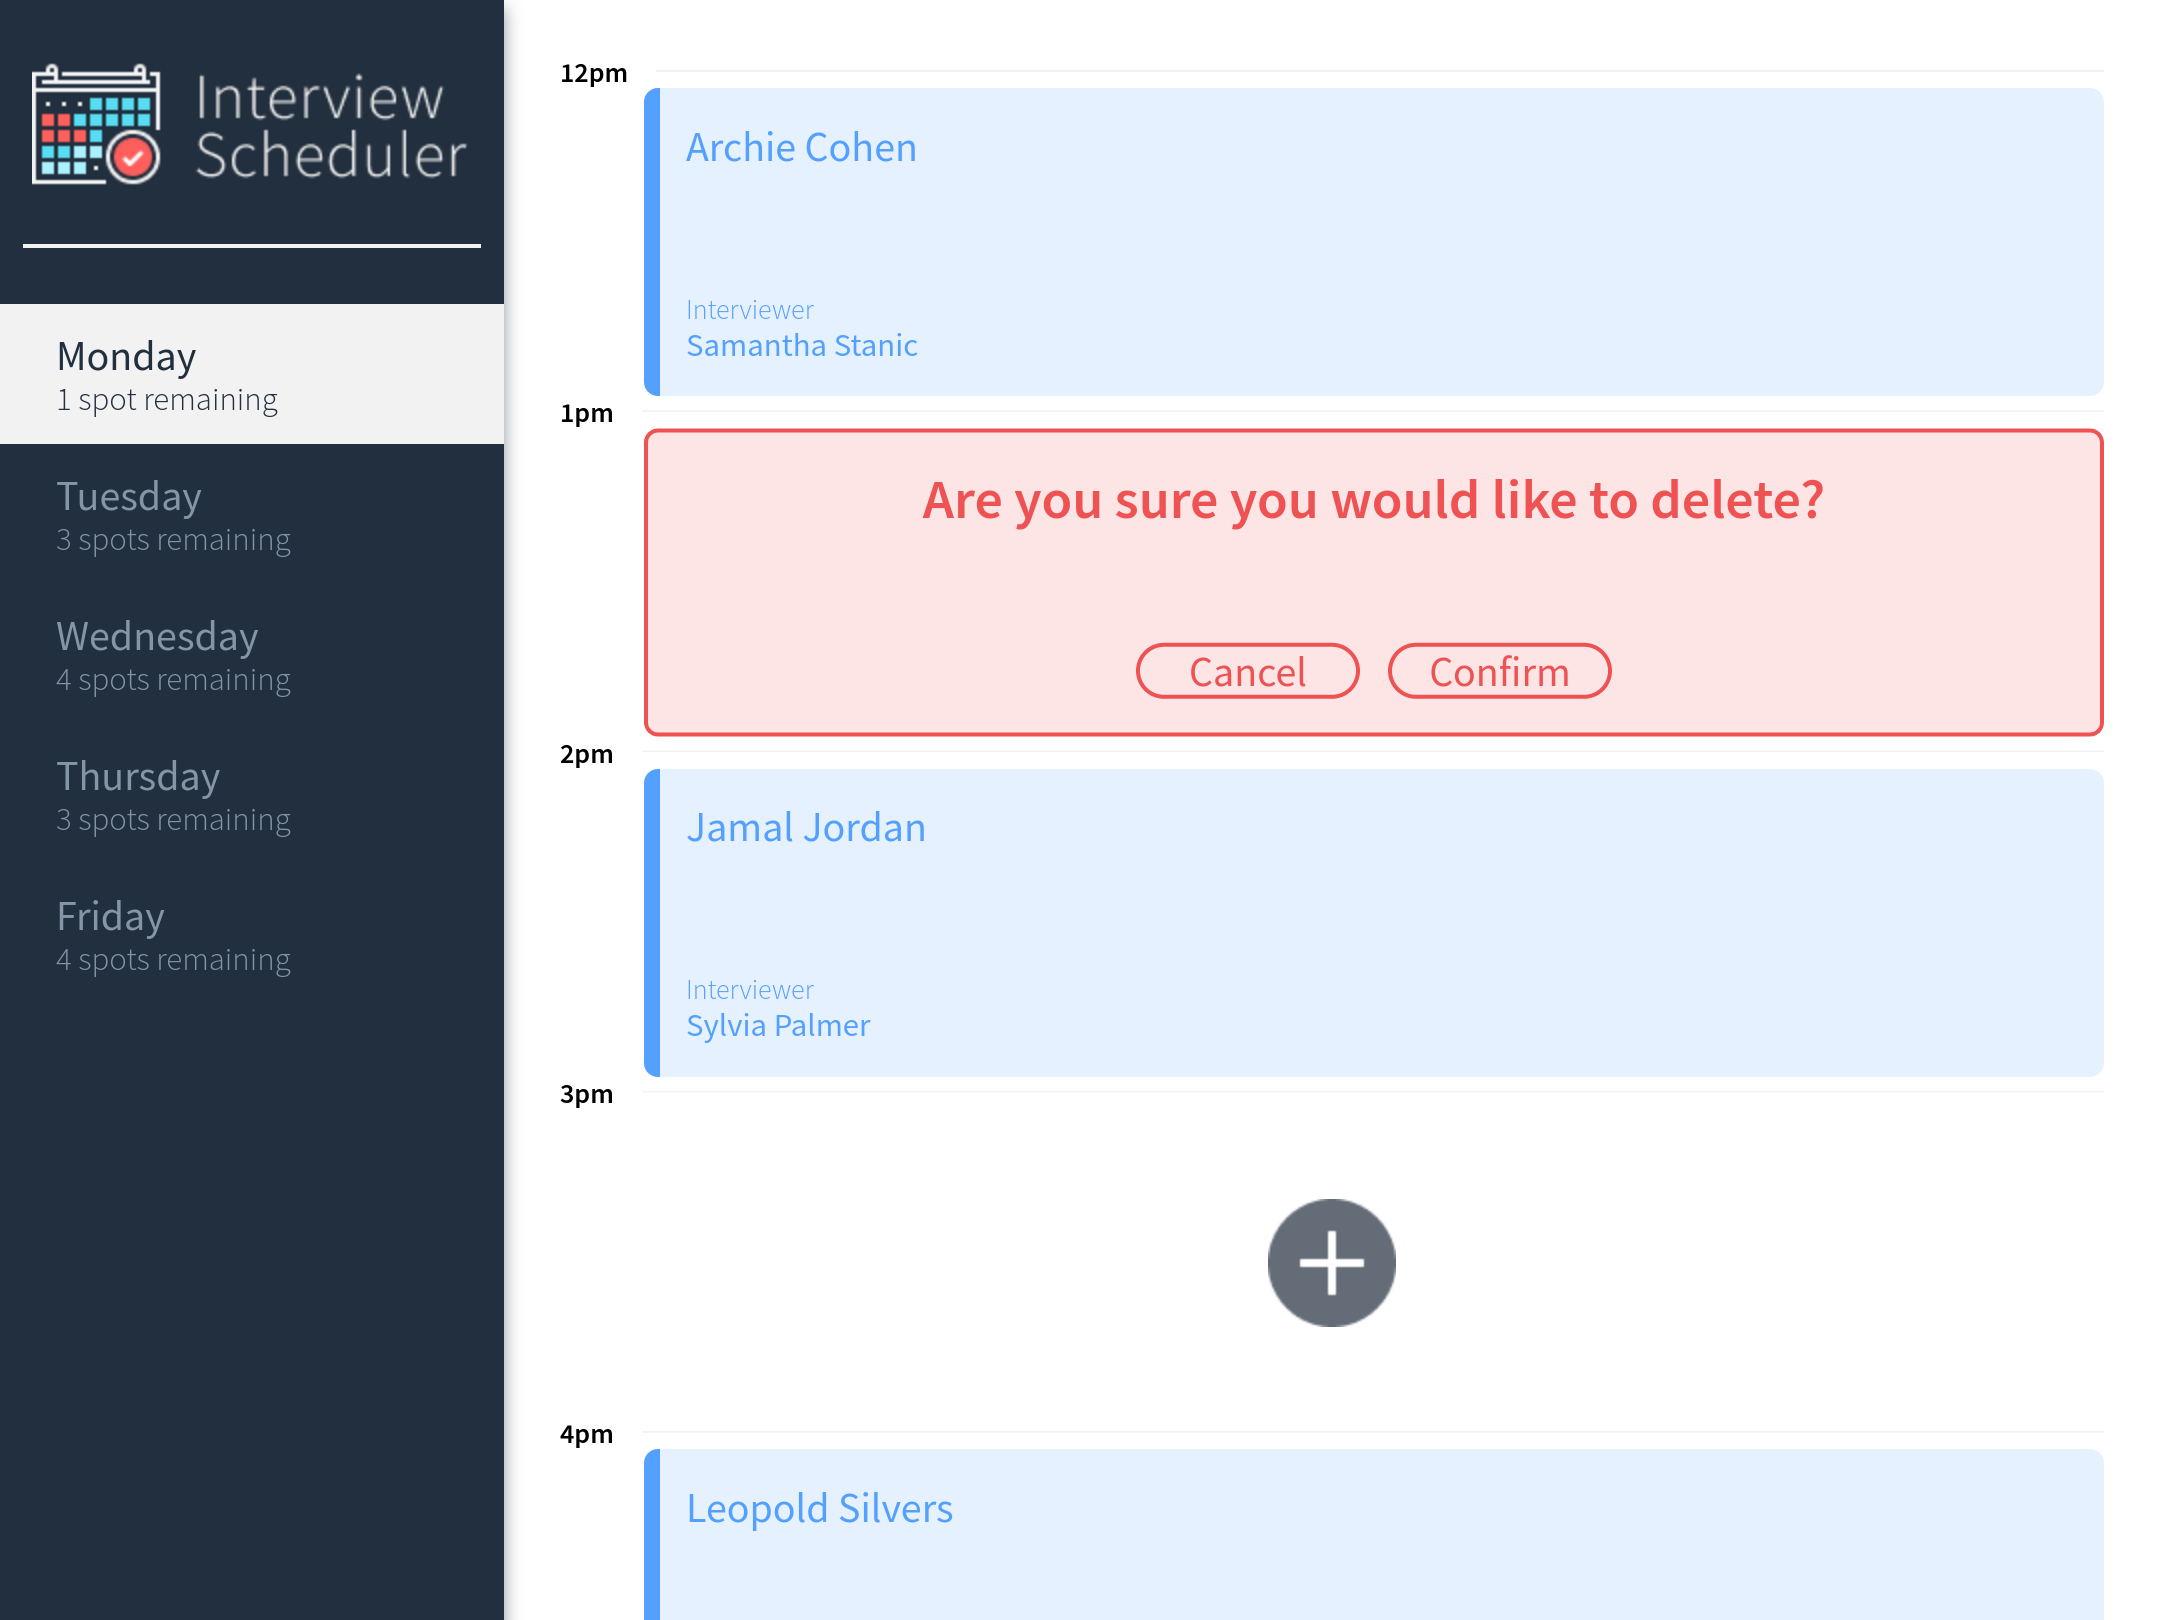 Interview
Scheduler
Monday
1 spot remaining
Tuesday
3 spots remaining
Wednesday
4 spots remaining
Thursday
3 spots remaining
Friday
4 spots remaining
12pm
Archie Cohen
Interviewer
Samantha Stanic
1pm
Are you sure you would like to delete?
Cancel
Confirm
2pm
Jamal Jordan
Interviewer
Sylvia Palmer
3pm
4pm
Leopold Silvers